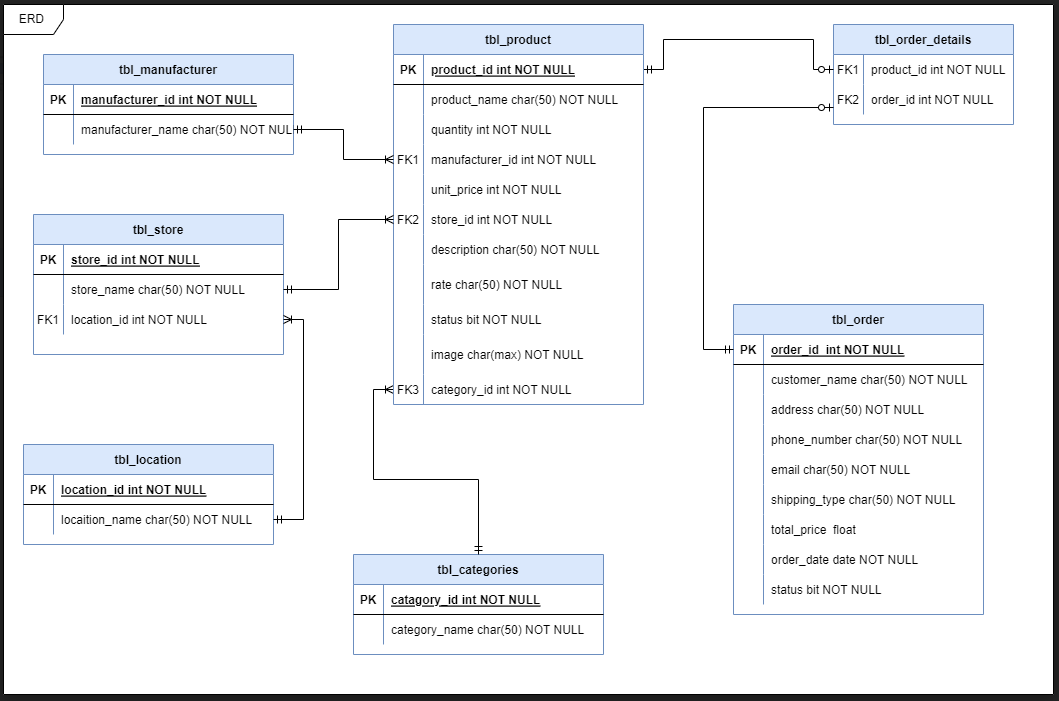 ERD
tbl_manufacturer
PK manufacturer_id int NOT NULL
manufacturer_name char(50) NOT NUL
tbl_store
PK store_id int NOT NULL
store_name char(50) NOT NULL
FK1 location_id int NOT NULL
tbl_location
PK location_id int NOT NULL
locaition_name char(50) NOT NULL
tbl_product
PK product_id int NOT NULL
product_name char(50) NOT NULL
quantity int NOT NULL
FK1 manufacturer_id int NOT NULL
unit_price int NOT NULL
FK2 store_id int NOT NULL
description char(50) NOT NULL
rate char(50) NOT NULL
status bit NOT NULL
image char(max) NOT NULL
FK3 category_id int NOT NULL
tbl_categories
PK catagory_id int NOT NULL
category_name char(50) NOT NULL
tbl_order_details
FK1 product_id int NOT NULL
FK2 order_id int NOT NULL
tbl_order
PK order_id int NOT NULL
customer_name char(50) NOT NULL
address char(50) NOT NULL
phone_number char(50) NOT NULL
email char(50) NOT NULL
shipping_type char(50) NOT NULL
total_price float
order_date date NOT NULL
status bit NOT NULL